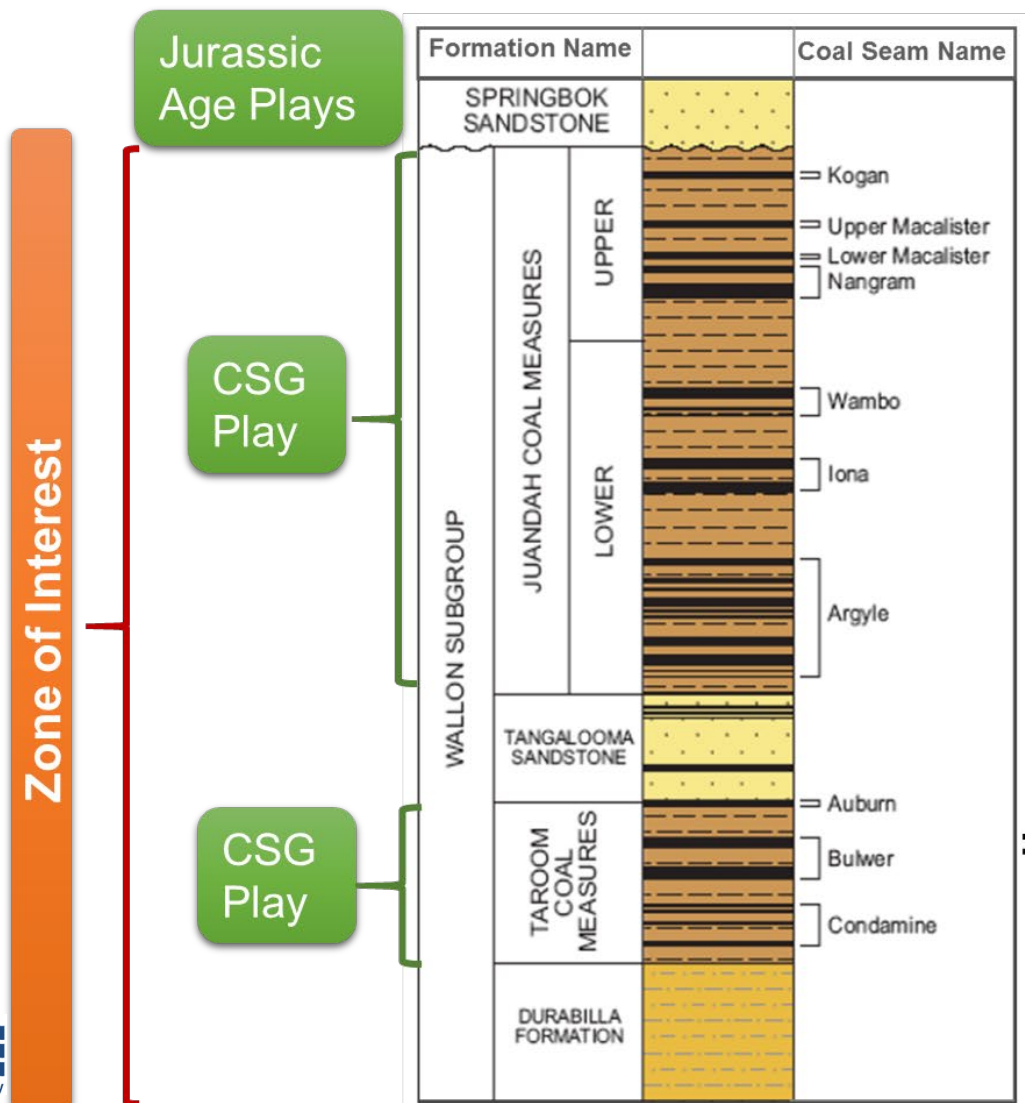 Jurassic
Age Plays
Formation Name
Coal Seam Name
SPRINGBOK
SANDSTONE
Zone of Interest
CSG
Play
WALLON SUBGROUP
JUANDAH COAL MEASURES
UPPER
Kogan
Upper Macalister
Lower Macalister
Nangram
LOWER
Wambo
Iona
Argyle
TANGALOOMA
SANDSTONE
CSG
Play
TAROOM
COAL
MEASURES
Auburn
Bulwer
Condamine
DURABILLA
FORMATION